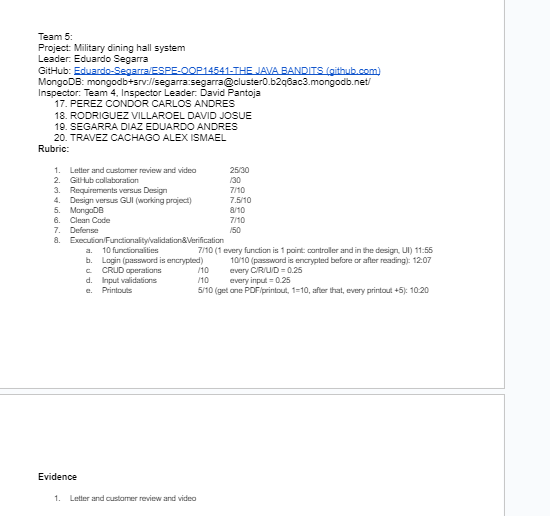 Team 5:
Project: Military dining hall system
Leader: Eduardo Segarra
GitHub: Eduardo-Segarra/ESPE-OOP14541-THE JAVA BANDITS (github.com)
MongoDB: mongodb+srv://segarra:segarra@cluster0.b2q6ac3.mongodb.net/
Inspector: Team 4, Inspector Leader: David Pantoja
17. PEREZ CONDOR CARLOS ANDRES
18. RODRIGUEZ VILLAROEL DAVID JOSUE
19. SEGARRA DIAZ EDUARDO ANDRES
20. TRAVEZ CACHAGO ALEX ISMAEL
Rubric:
1. Letter and customer review and video 25/30
2. GitHub collaboration /30
3. Requirements versus Design 7/10
4. Design versus GUI (working project) 7.5/10
5. MongoDB 8/10
6. Clean Code 7/10
7. Defense /50
8. Execution/Functionality/validation&Verification
a. 10 functionalities 7/10 (1 every function is 1 point: controller and in the design, UI) 11:55
b. Login (password is encrypted) 10/10 (password is encrypted before or after reading): 12:07
c. CRUD operations /10 every C/R/U/D = 0.25
d. Input validations /10 every input = 0.25
e. Printouts 5/10 (get one PDF/printout, 1=10, after that, every printout +5): 10:20
Evidence
1. Letter and customer review and video